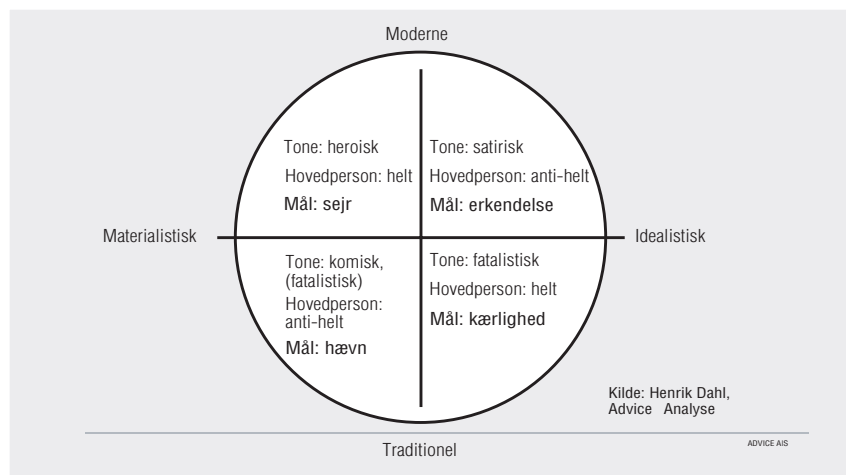 Moderne
Tone: heroisk
Hovedperson: helt
Mål: sejr
Tone: satirisk
Hovedperson: anti-helt
Mål: erkendelse
Materialistisk
Idealistisk
Tone: komisk,
(fatalistisk)
Hovedperson:
anti-helt
Mål: hævn
Tone: fatalistisk
Hovedperson: helt
Mål: kærlighed
Kilde: Henrik Dahl,
Advice Analyse
ADVICE A/S
Traditionel